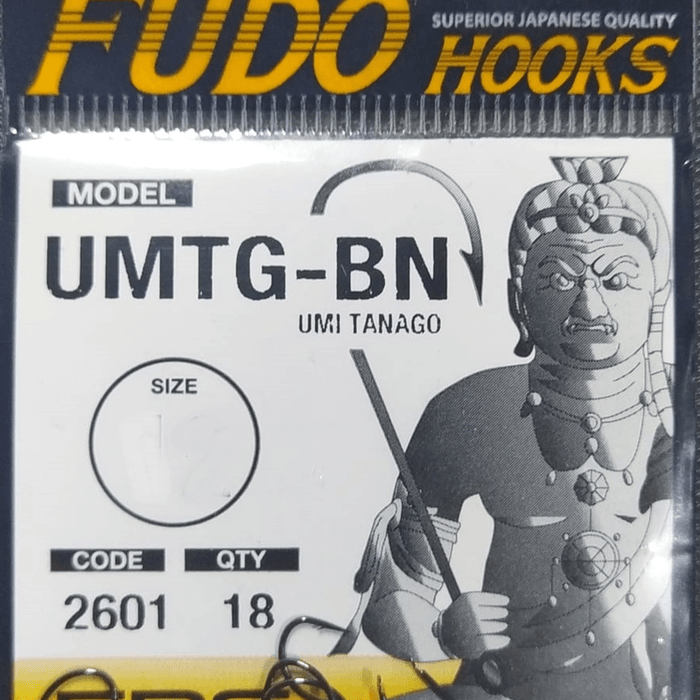 FUDO
SUPERIOR JAPANESE QUALITY
HOOKS
MODEL
UMTG-BN
UMI TANAGO
SIZE
CODE
QTY
2601
18